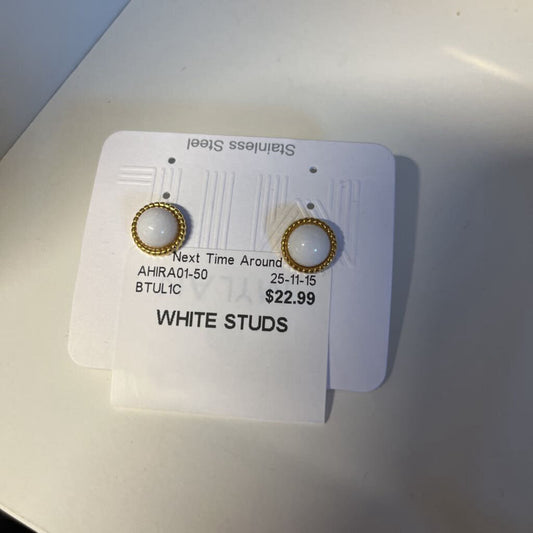 Stainless Steel
Next Time Around
AHIRA01-50 25-11-15
BTUL1C $22.99
WHITE STUDS